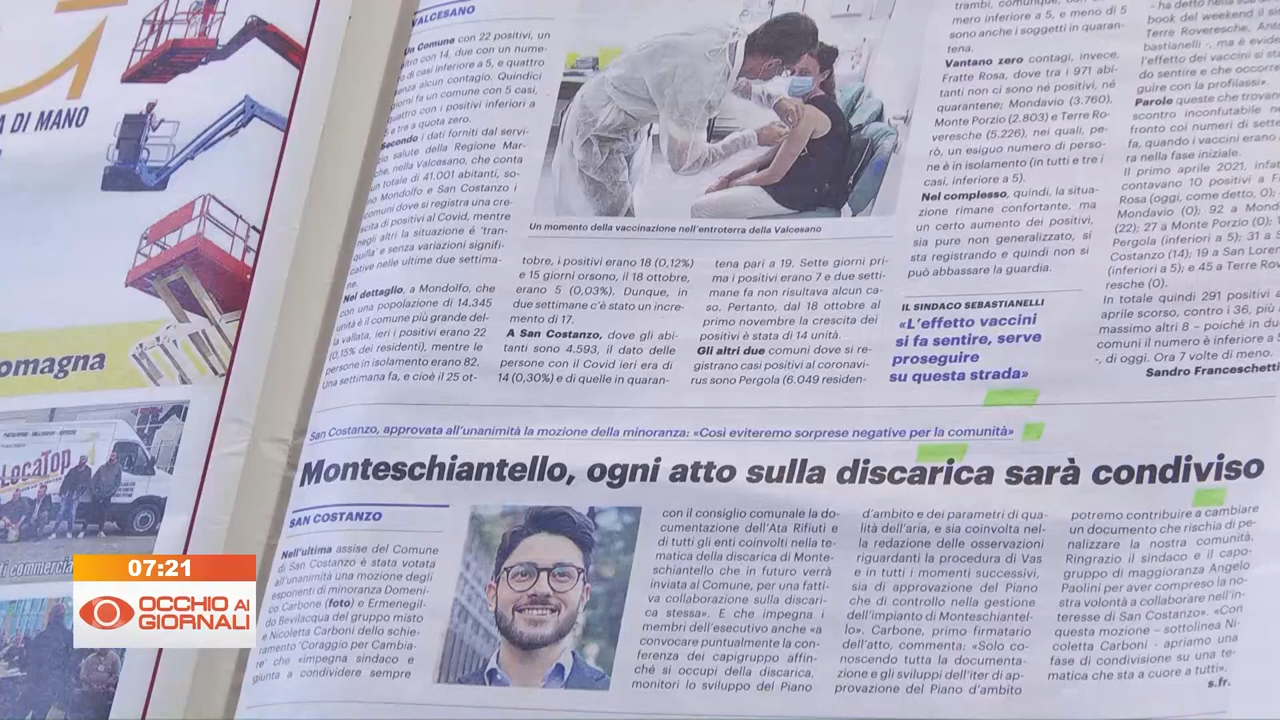 A DI MANO
omagna
LOCATOP
ti commercia
VALCESANO
Un Comune con 22 positivi, un
tro con 14, due con un nume-
di casi inferiore a 5, e quattro
senza alcun contagio. Quindici
giorni fa un comune con 5 casi,
quattro con i positivi inferiori a
e tre a quota zero.
Secondo i dati forniti dal servi-
salute della Regione Mar-
che, nella Valcesano, che conta
un totale di 41.001 abitanti, so-
no Mondolfo e San Costanzo i
comuni dove si registra una cre-
scita di positivi al Covid, mentre
negli altri la situazione è 'tran-
quilla' e senza variazioni signifi-
cative nelle ultime due settima-
ne.
Nel dettaglio, a Mondolfo, che
con una popolazione di 14.345
unità è il comune più grande del-
la vallata, ieri i positivi erano 22
(0,15% dei residenti), mentre le
persone in isolamento erano 82.
Una settimana fa, e cioè il 25 ot-
Un momento della vaccinazione nell'entroterra della Valcesano
tobre, i positivi erano 18 (0,12%)
e 15 giorni orsono, il 18 ottobre,
erano 5 (0,03%). Dunque, in
due settimane c'è stato un incre-
mento di 17.
A San Costanzo, dove gli abi-
tanti sono 4.593, il dato delle
persone con il Covid ieri era di
14 (0,30%) e di quelle in quaran-
tena pari a 19. Sette giorni pri-
ma i positivi erano 7 e due setti-
mane fa non risultava alcun ca-
so. Pertanto, dal 18 ottobre al
primo novembre la crescita dei
positivi è stata di 14 unità.
Gli altri due comuni dove si re-
gistrano casi positivi al coronavi-
rus sono Pergola (6.049 residen-
mero inferiore a 5, e meno di 5
sono anche i soggetti in quaran-
tena.
Vantano zero contagi, invece,
Fratte Rosa, dove tra i 971 abi-
tanti non ci sono né positivi, né
quarantene; Mondavio (3.760),
Monte Porzio (2.803) e Terre Ro-
veresche (5.226), nei quali, pe-
rò, un esiguo numero di perso-
ne è in isolamento (in tutti e tre i
casi, inferiore a 5).
Nel complesso, quindi, la situa-
zione rimane confortante, ma
un certo aumento dei positivi,
sia pure non generalizzato, si
sta registrando e quindi non si
può abbassare la guardia.
IL SINDACO SEBASTIANELLI
«L'effetto vaccini
si fa sentire, serve
proseguire
su questa strada»
book del weekend il si
Terre Roveresche, Anto
bastianelli -, ma è evide
l'effetto dei vaccini si st
do sentire e che occorre
guire con la profilassi».
Parole queste che trovano
scontro inconfutabile ne
fronto coi numeri di sette
fa, quando i vaccini erano
ra nella fase iniziale.
Il primo aprile 2021, infat
contavano 10 positivi a Fr
Rosa (oggi, come detto, 0);
Mondavio (0); 92 a Mond
(22); 27 a Monte Porzio (0);
Pergola (inferiori a 5); 31 a S
Costanzo (14); 19 a San Lore
(inferiori a 5); e 45 a Terre Ro
resche (0).
In totale quindi 291 positivi a
aprile scorso, contro i 36, più
massimo altri 8 – poiché in du
comuni il numero è inferiore a 5
-, di oggi. Ora 7 volte di meno.
Sandro Franceschetti
San Costanzo, approvata all'unanimità la mozione della minoranza: «Così eviteremo sorprese negative per la comunità»
Monteschiantello, ogni atto sulla discarica sarà condiviso
SAN COSTANZO
Nell'ultima assise del Comune
di San Costanzo è stata votata
all'unanimità una mozione degli
esponenti di minoranza Domeni-
co Carbone (foto) e Ermenegil-
do Bevilacqua del gruppo misto
e Nicoletta Carboni dello schie-
ramento 'Coraggio per Cambia-
re' che «impegna sindaco e
giunta a condividere sempre
con il consiglio comunale la do-
cumentazione dell'Ata Rifiuti e
di tutti gli enti coinvolti nella te-
matica della discarica di Monte-
schiantello che in futuro verrà
inviata al Comune, per una fatti-
va collaborazione sulla discari-
ca stessa». E che impegna i
membri dell'esecutivo anche «a
convocare puntualmente la con-
ferenza dei capigruppo affin-
ché si occupi della discarica,
monitori lo sviluppo del Piano
d'ambito e dei parametri di qua-
lità dell'aria, e sia coinvolta nel-
la redazione delle osservazioni
riguardanti la procedura di Vas
e in tutti i momenti successivi,
sia di approvazione del Piano
che di controllo nella gestione
dell'impianto di Monteschiantel-
lo». Carbone, primo firmatario
dell'atto, commenta: «Solo co-
noscendo tutta la documenta-
zione e gli sviluppi dell'iter di ap-
provazione del Piano d'ambito
potremo contribuire a cambiare
un documento che rischia di pe-
nalizzare la nostra comunità.
Ringrazio il sindaco e il capo-
gruppo di maggioranza Angelo
Paolini per aver compreso la no-
stra volontà a collaborare nell'in-
teresse di San Costanzo». «Con
questa mozione – sottolinea Ni-
coletta Carboni - apriamo una
fase di condivisione su una te-
matica che sta a cuore a tutti».
s.fr.
07:21
OCCHIO AI
GIORNALI